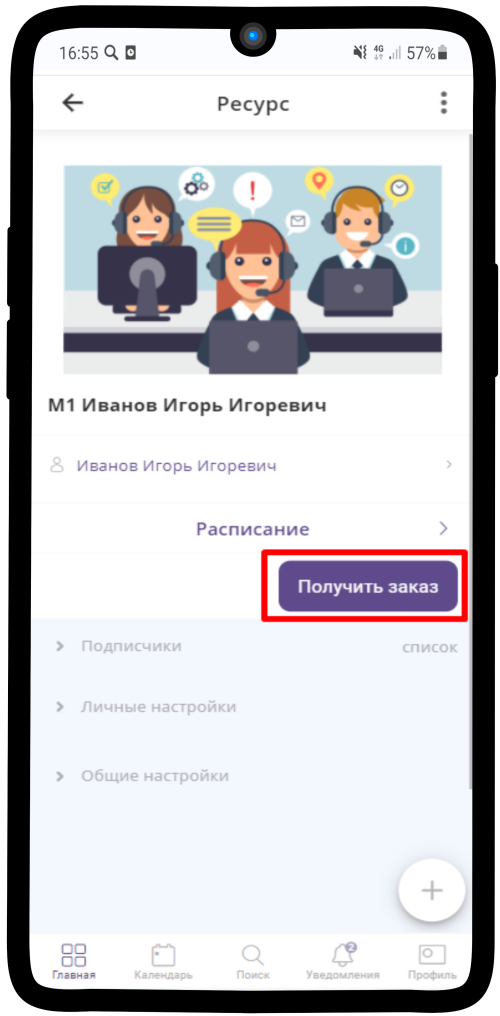 16:55 4G 57%
Ресурс
М1 Иванов Игорь Игоревич
Иванов Игорь Игоревич
Расписание
Получить заказ
Подписчики список
Личные настройки
Общие настройки
2
Главная Календарь Поиск Уведомления Профиль